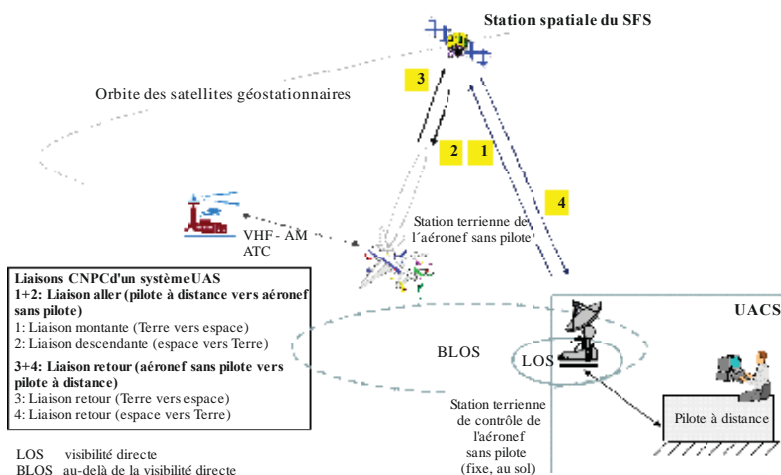 Station spatiale du SFS
Orbite des satellites géostationnaires
3
2
1
4
Station terrienne de
l'aéronef sans pilote
VHF - AM
ATC
Liaisons CNPCd'un systèmeUAS
1+2: Liaison aller (pilote à distance vers aéronef
sans pilote)
1: Liaison montante (Terre vers espace)
2: Liaison descendante (espace vers Terre)
3+4: Liaison retour (aéronef sans pilote vers
pilote à distance)
3: Liaison retour (Terre vers espace)
4: Liaison retour (espace vers Terre)
LOS visibilité directe
BLOS au-delà de la visibilité directe
BLOS
LOS
UACS
Station terrienne
de contrôle de
l'aéronef
sans pilote
(fixe, au sol)
Pilote à distance